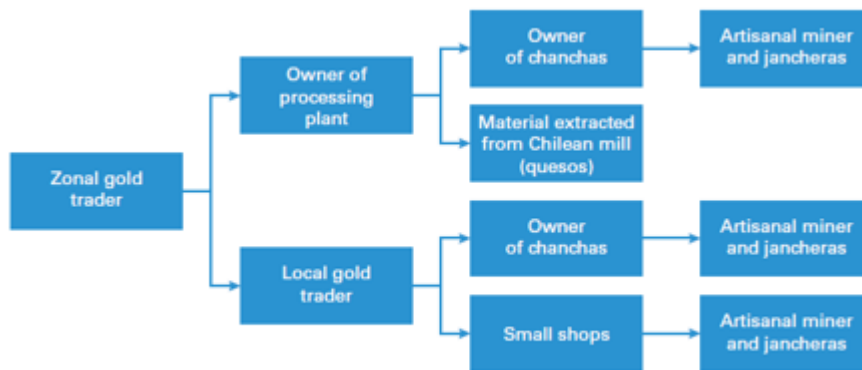 Zonal gold
trader
Owner of
processing
plant
Local gold
trader
Owner
of chanchas
Material extracted
from Chilean mill
(quesos)
Owner
of chanchas
Small shops
Artisanal miner
and jancheras
Artisanal miner
and jancheras
Artisanal miner
and jancheras